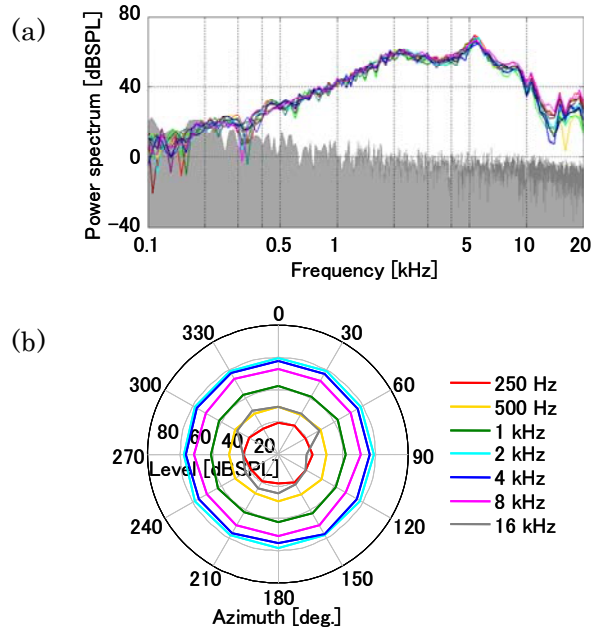 (a)
Power spectrum [dBSPL]
80
40
0
-40
0.1 0.5 1 5 10 20
Frequency [kHz]
(b)
0
330 30
300 60
80 60 40 20
270 90
Level [dBSPL]
240 120
210 150
180
Azimuth [deg.]
250 Hz
500 Hz
1 kHz
2 kHz
4 kHz
8 kHz
16 kHz